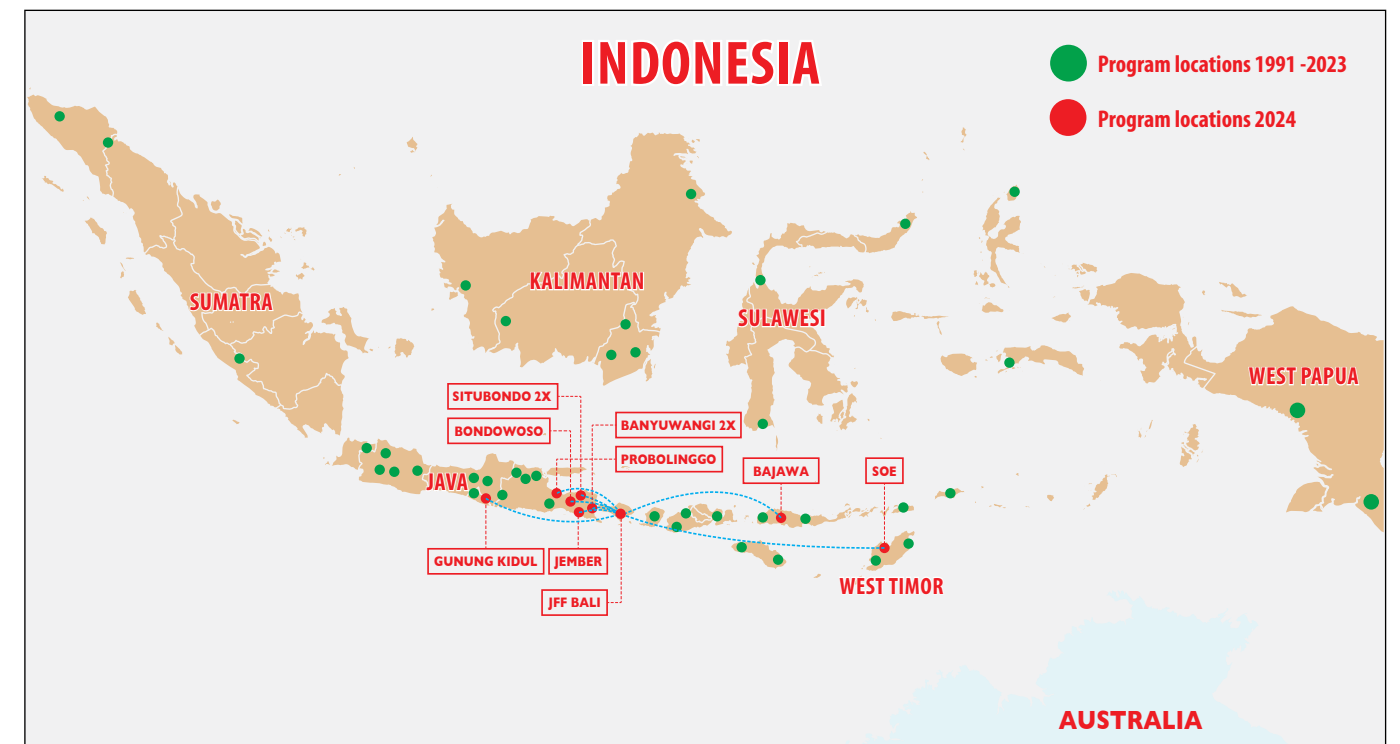 INDONESIA
Program locations 1991 -2023
Program locations 2024
SUMATRA
KALIMANTAN
SULAWESI
WEST PAPUA
SITUBONDO 2X
BONDOWOSO
BANYUWANGI 2X
PROBOLINGGO
BAJAWA
SOE
JAVA
GUNUNG KIDUL
JEMBER
JFF BALI
WEST TIMOR
AUSTRALIA